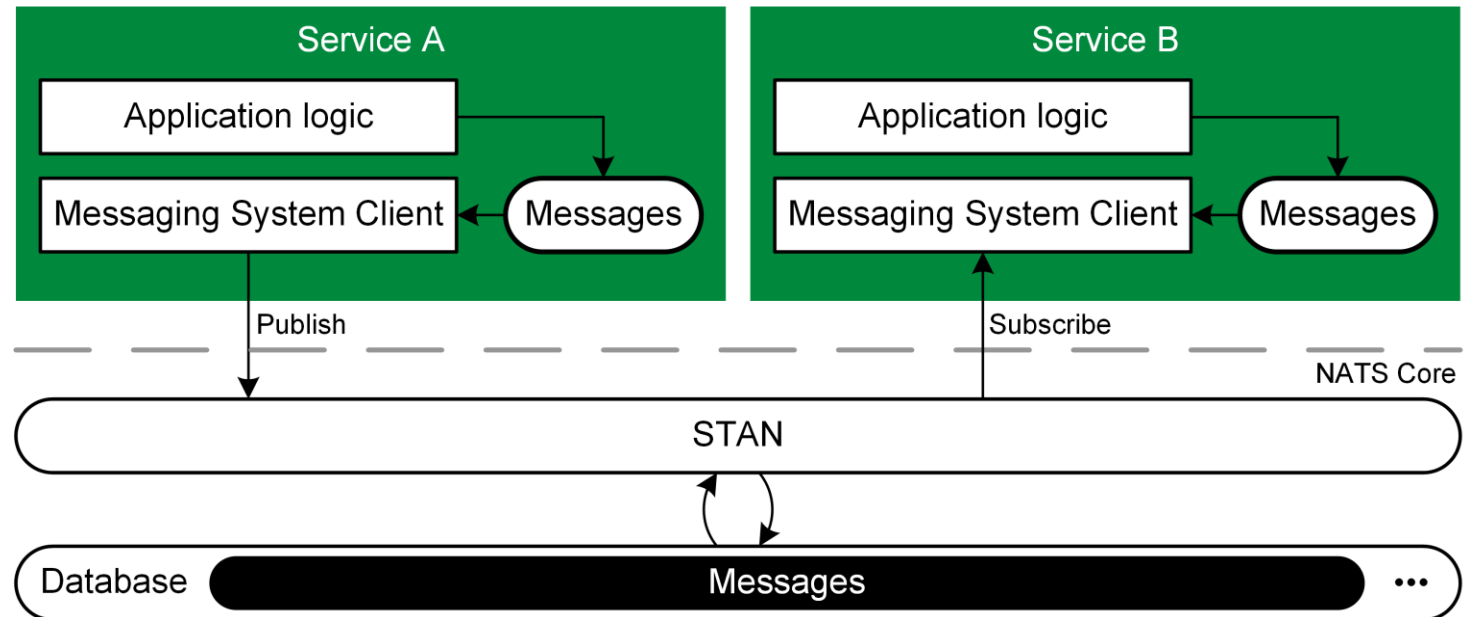 Service A
Application logic
Messaging System Client
Messages
Service B
Application logic
Messaging System Client
Messages
Publish
Subscribe
NATS Core
STAN
Database
Messages
•••